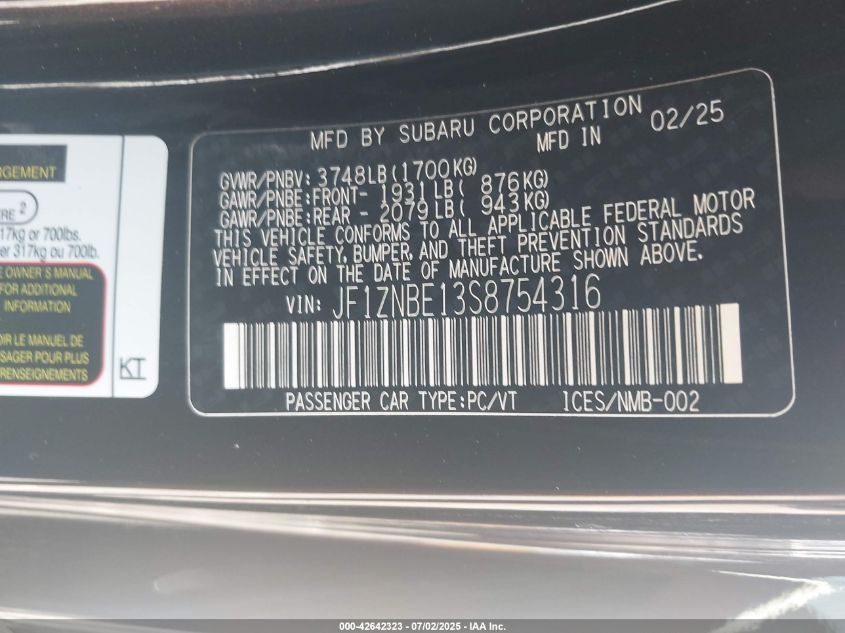 MFD BY SUBARU CORPORATION
MFD IN 02/25
GVWR/PNBV: 3748LB(1700KG)
GAWR/PNBE:FRONT- 1931LB( 876KG)
GAWR/PNBE:REAR - 2079LB( 943KG)
THIS VEHICLE CONFORMS TO ALL APPLICABLE FEDERAL MOTOR
VEHICLE SAFETY, BUMPER, AND THEFT PREVENTION STANDARDS
IN EFFECT ON THE DATE OF MANUFACTURE SHOWN ABOVE.
VIN: JF1ZNBE13S8754316
PASSENGER CAR TYPE:PC/VT ICES/NMB-002
17kg or 700lbs.
317kg ou 700lb.
OWNER'S MANUAL
FOR ADDITIONAL
INFORMATION
LE MANUEL DE
POUR PLUS
RENSEIGNEMENTS
KT
000-42642323 - 07/02/2025 - IAA Inc.